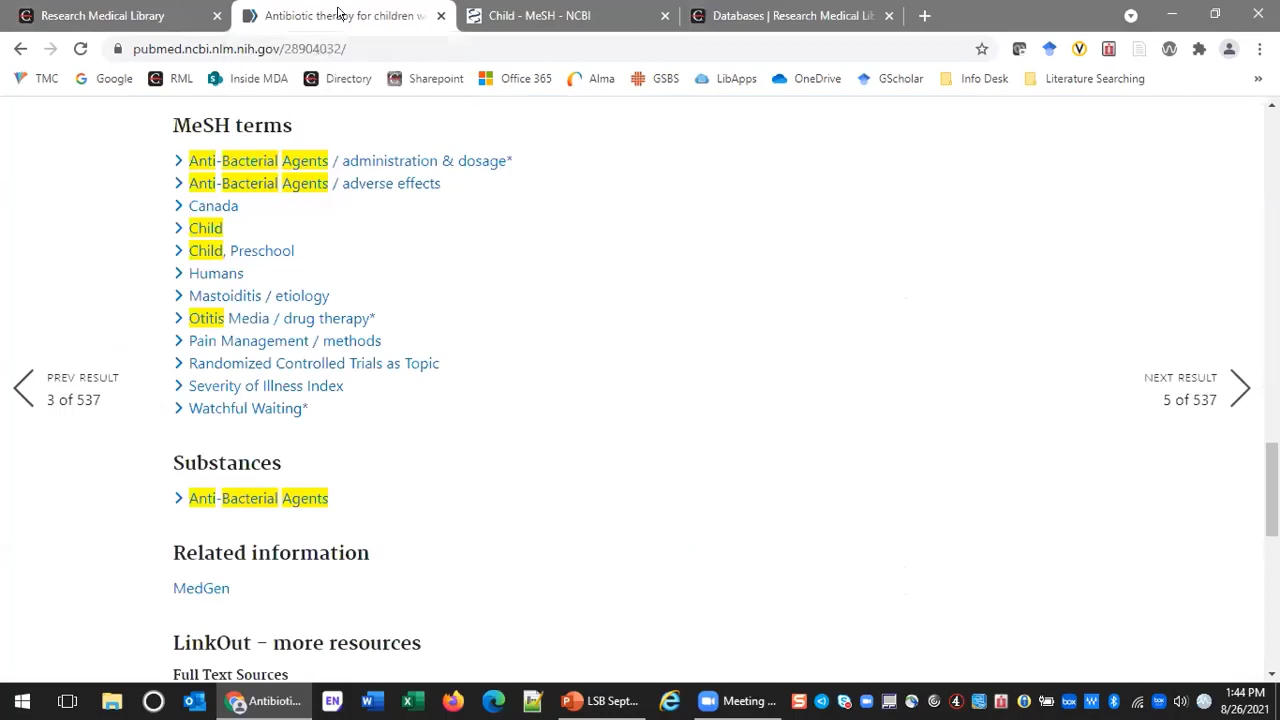 Research Medical Library
Antibiotic therapy for children w
Child - MeSH - NCBI
Databases | Research Medical Lib
pubmed.ncbi.nlm.nih.gov/28904032/
TMC
Google
RML
Inside MDA
Directory
Sharepoint
Office 365
Alma
GSBS
LibApps
OneDrive
GScholar
Info Desk
Literature Searching
MeSH terms
Anti-Bacterial Agents / administration & dosage*
Anti-Bacterial Agents / adverse effects
Canada
Child
Child, Preschool
Humans
Mastoiditis / etiology
Otitis Media / drug therapy*
Pain Management / methods
Randomized Controlled Trials as Topic
Severity of Illness Index
Watchful Waiting*
PREV RESULT
3 of 537
NEXT RESULT
5 of 537
Substances
Anti-Bacterial Agents
Related information
MedGen
LinkOut – more resources
Full Text Sources
Antibioti...
EN
LSB Sept...
Meeting ...
1:44 PM
8/26/2021